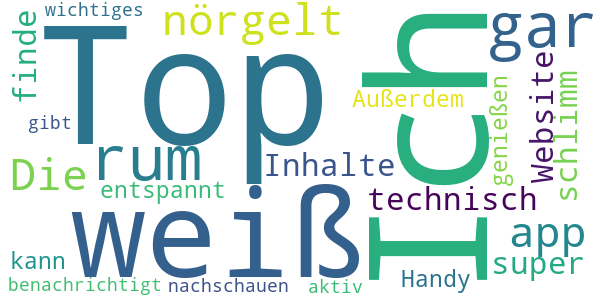 wichtiges
nörgelt
gar
finde
Top
Ich
Außerdem
genießen
Website
schlimm
gibt
rum
Inhalte
Die
entspannt
technisch
weiß
app
super
kann
Handy
benachrichtigt
nachschauen
aktiv